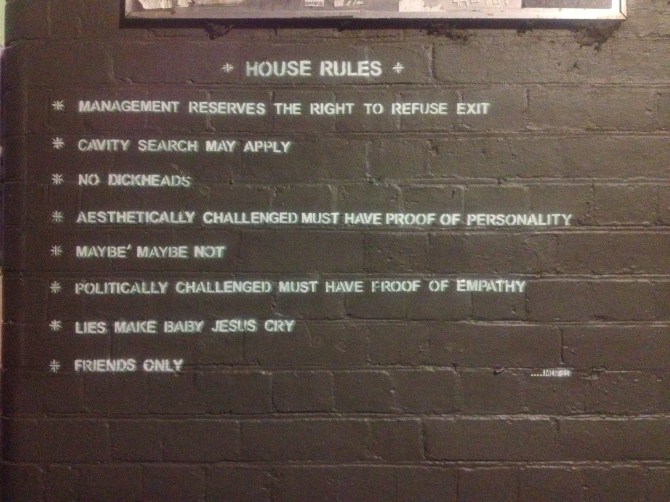 * HOUSE RULES *
* MANAGEMENT RESERVES THE RIGHT TO REFUSE EXIT
* CAVITY SEARCH MAY APPLY
* NO DICKHEADS
* AESTHETICALLY CHALLENGED MUST HAVE PROOF OF PERSONALITY
* MAYBE' MAYBE NOT
* POLITICALLY CHALLENGED MUST HAVE PROOF OF EMPATHY
* LIES MAKE BABY JESUS CRY
* FRIENDS ONLY